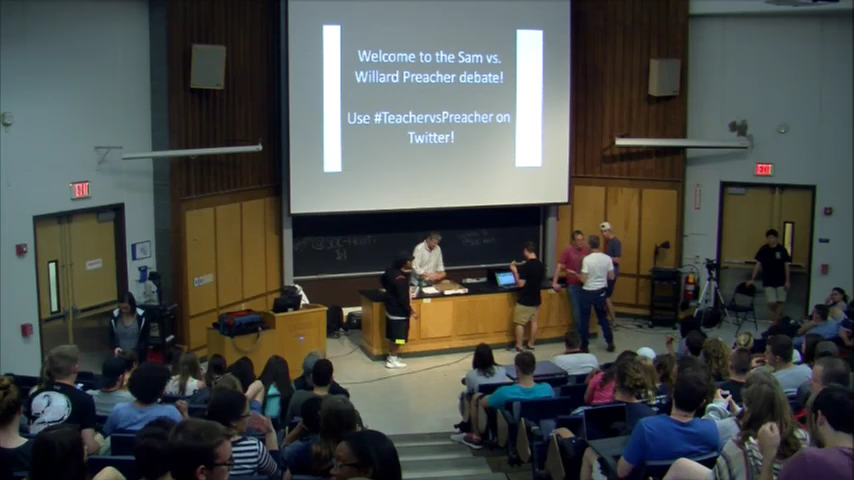 Welcome to the Sam vs.
Willard Preacher debate!
Use #TeachervsPreacher on
Twitter!
EXIT
EXIT